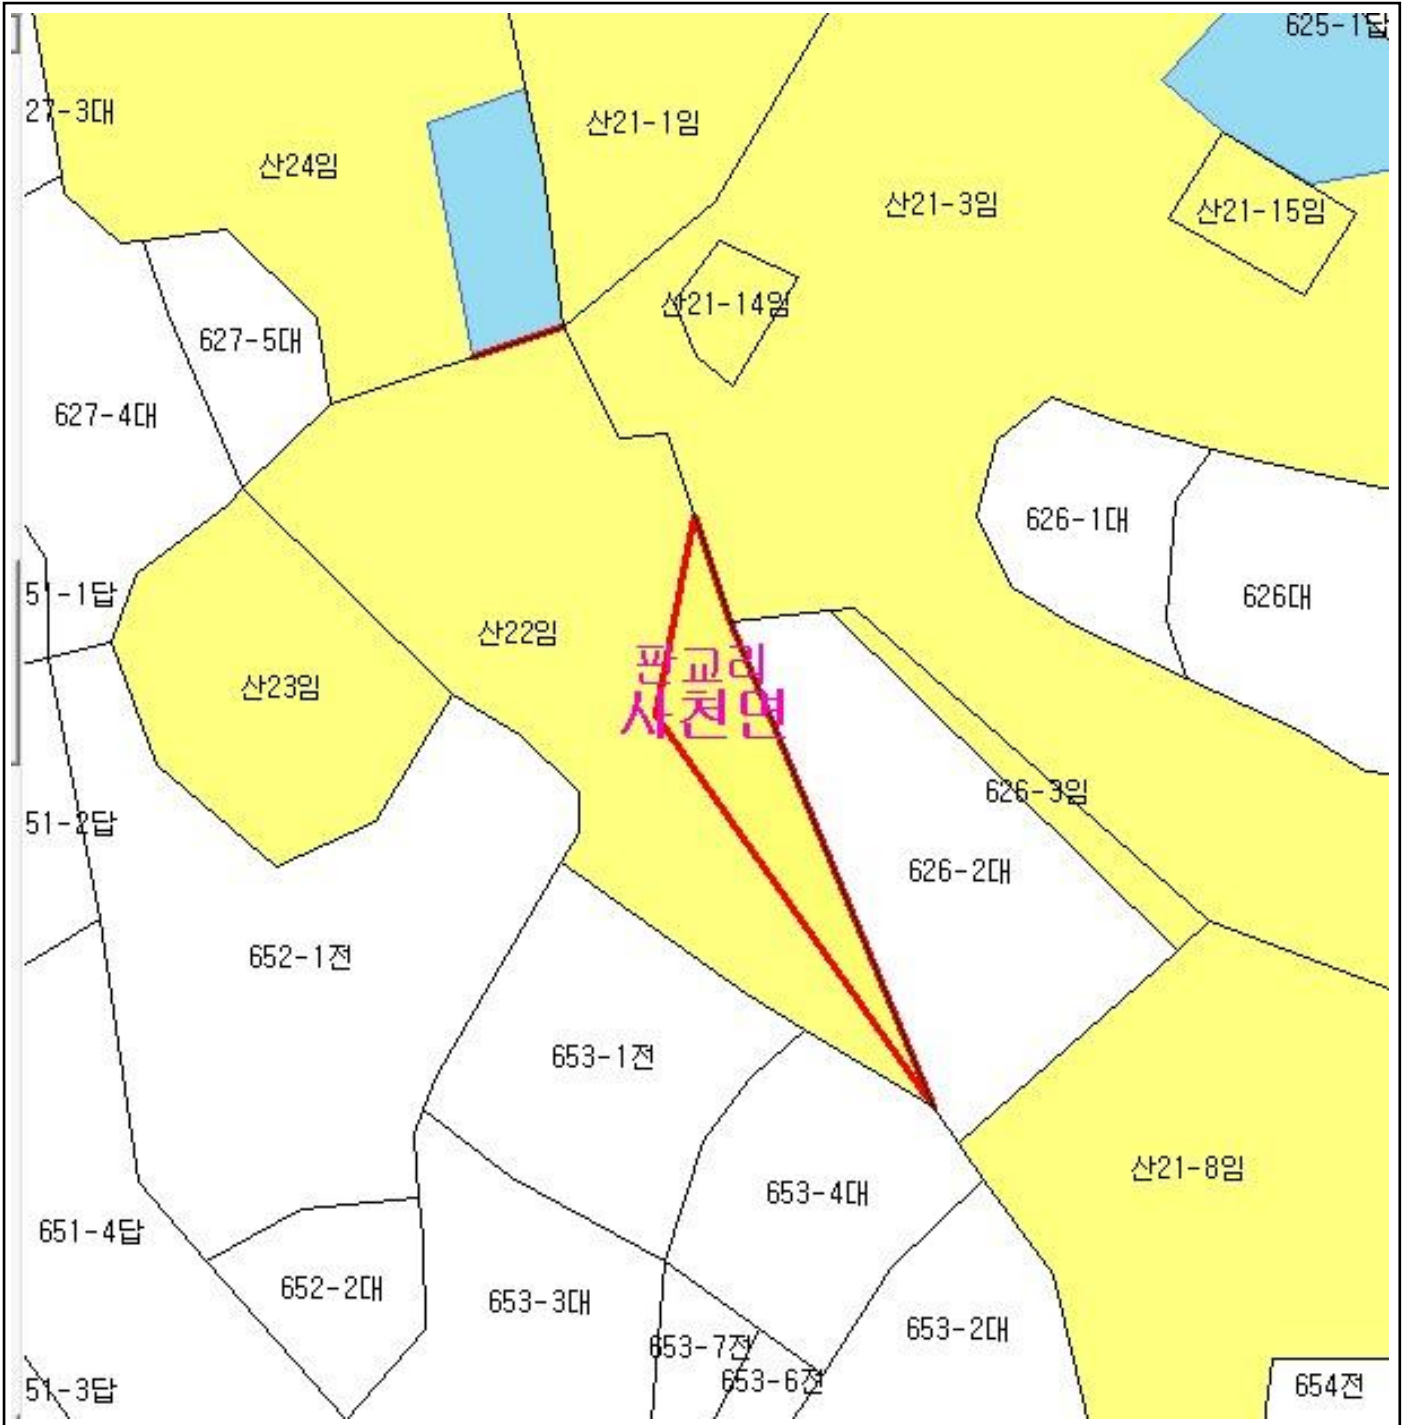 625-1답
27-3대
산21-1임
산24임
산21-3임
산21-15임
산21-14임
627-5대
627-4대
626-1대
626대
51-1답
산22임
판교리
사천면
산23임
626-3임
51-2답
626-2대
652-1전
653-1전
산21-8임
653-4대
651-4답
652-2대
653-3대
653-2대
653-7전
653-6전
654전
51-3답